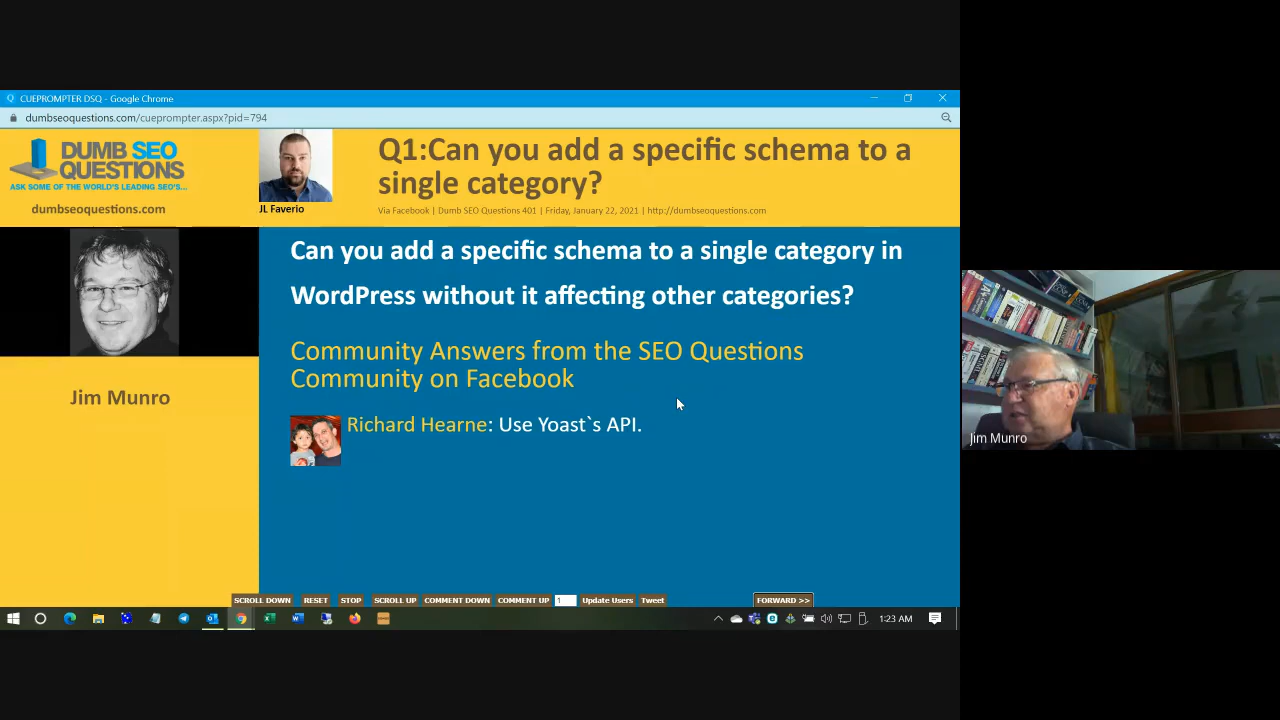 CUEPROMPTER DSQ - Google Chrome
dumbseoquestions.com/cueprompter.aspx?pid=794
DUMB SEO
QUESTIONS
ASK SOME OF THE WORLD'S LEADING SEO'S...
dumbseoquestions.com
JL Faverio
Q1:Can you add a specific schema to a
single category?
Via Facebook | Dumb SEO Questions 401 | Friday, January 22, 2021 | http://dumbseoquestions.com
Jim Munro
Can you add a specific schema to a single category in
WordPress without it affecting other categories?
Community Answers from the SEO Questions
Community on Facebook
Richard Hearne: Use Yoast`s API.
SCROLL DOWN RESET STOP SCROLL UP COMMENT DOWN COMMENT UP 1 Update Users Tweet FORWARD >>
1:23 AM
Jim Munro